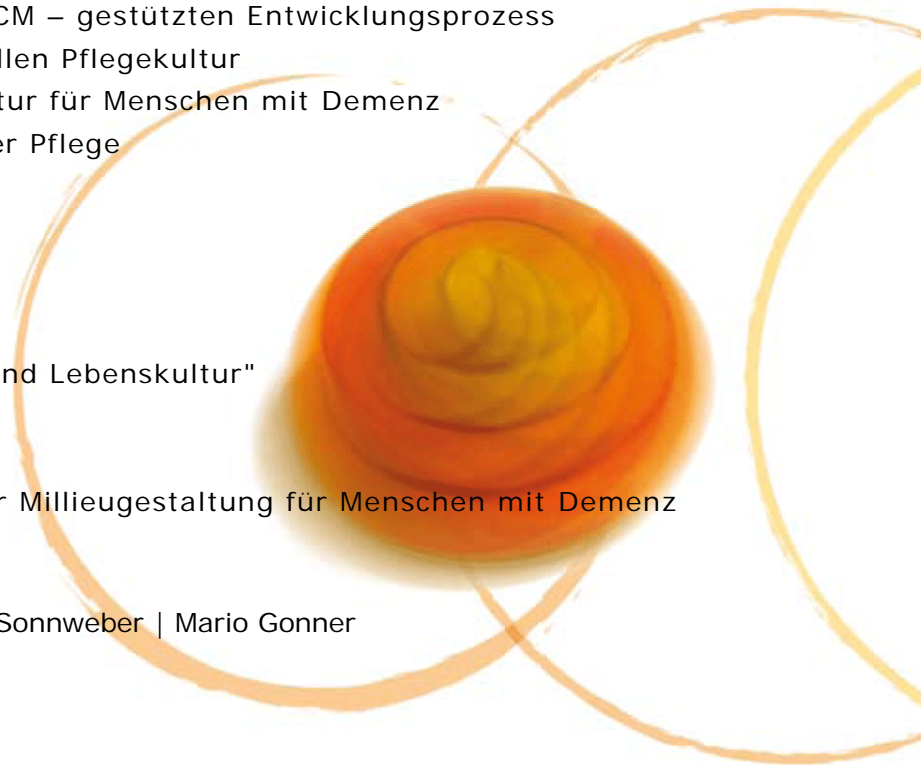 CM – gestützten Entwicklungsprozess
llen Pflegekultur
tur für Menschen mit Demenz
er Pflege
nd Lebenskultur"
r Millieugestaltung für Menschen mit Demenz
Sonnweber | Mario Gonner